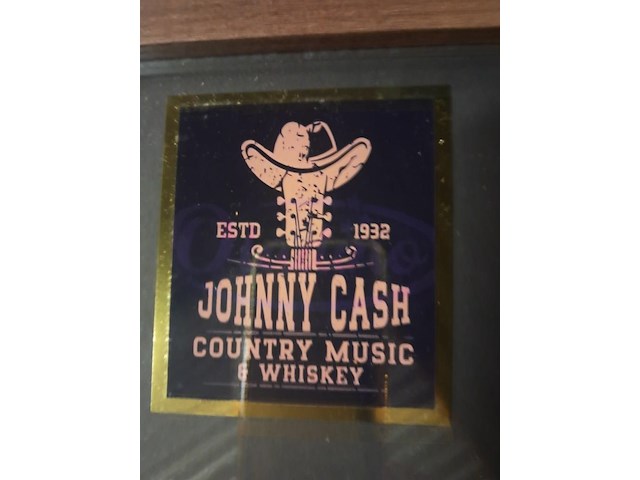 ESTD 1932
JOHNNY CASH
COUNTRY MUSIC
& WHISKEY